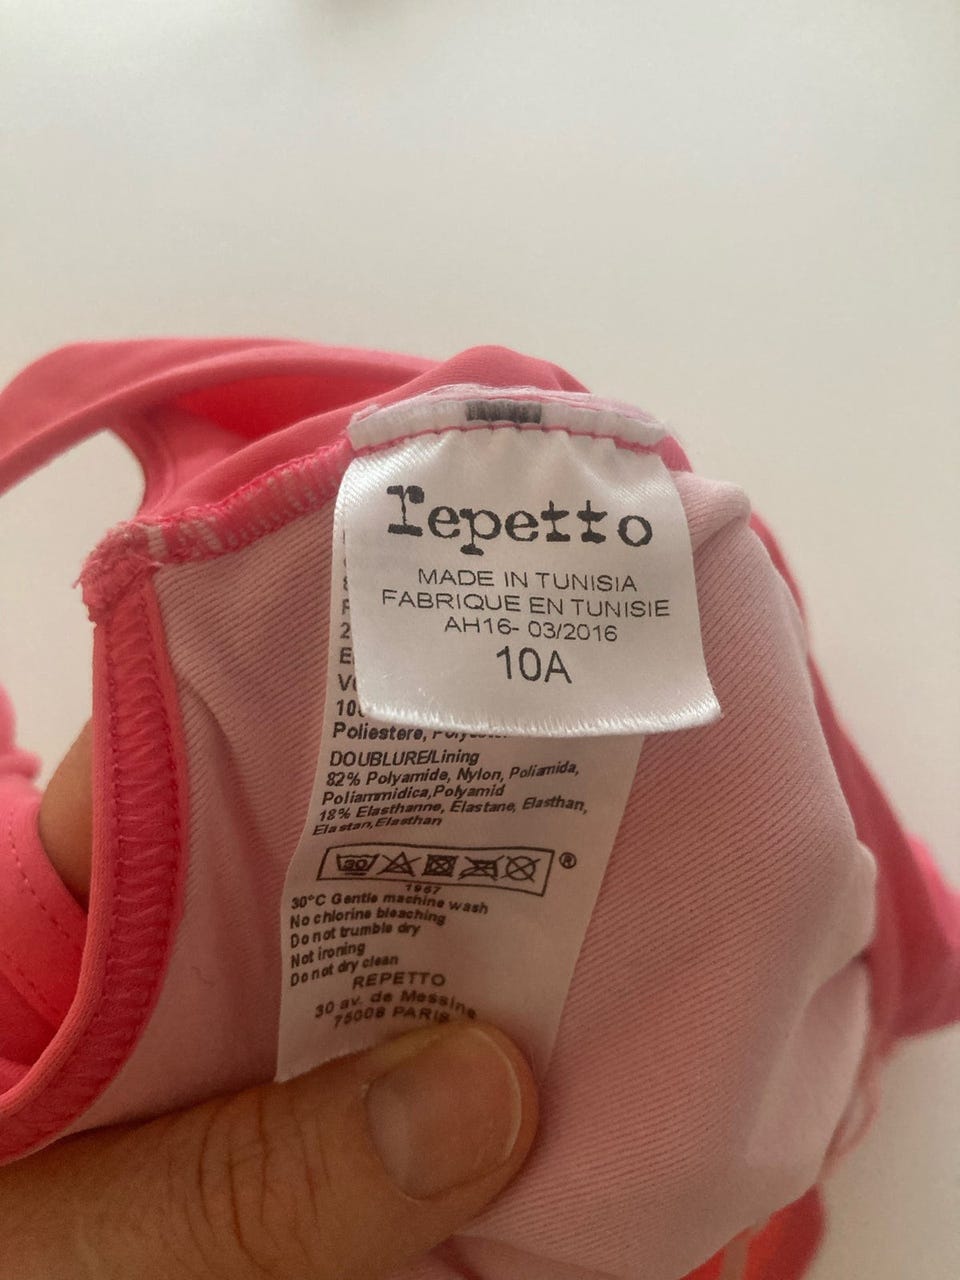 repetto
MADE IN TUNISIA
FABRIQUE EN TUNISIE
AH16- 03/2016
10A
Poliestere,
DOUBLURE/Lining
82% Polyamide, Nylon, Poliamida,
Poliammidica,Polyamid
18% Elasthanne, Elastane, Elasthan,
Elastan,Elasthan
30
®
1967
30°C Gentle machine wash
No chlorine bleaching
Do not trumble dry
Not ironing
Do not dry clean
REPETTO
30 av. de Messine
75008 PARIS